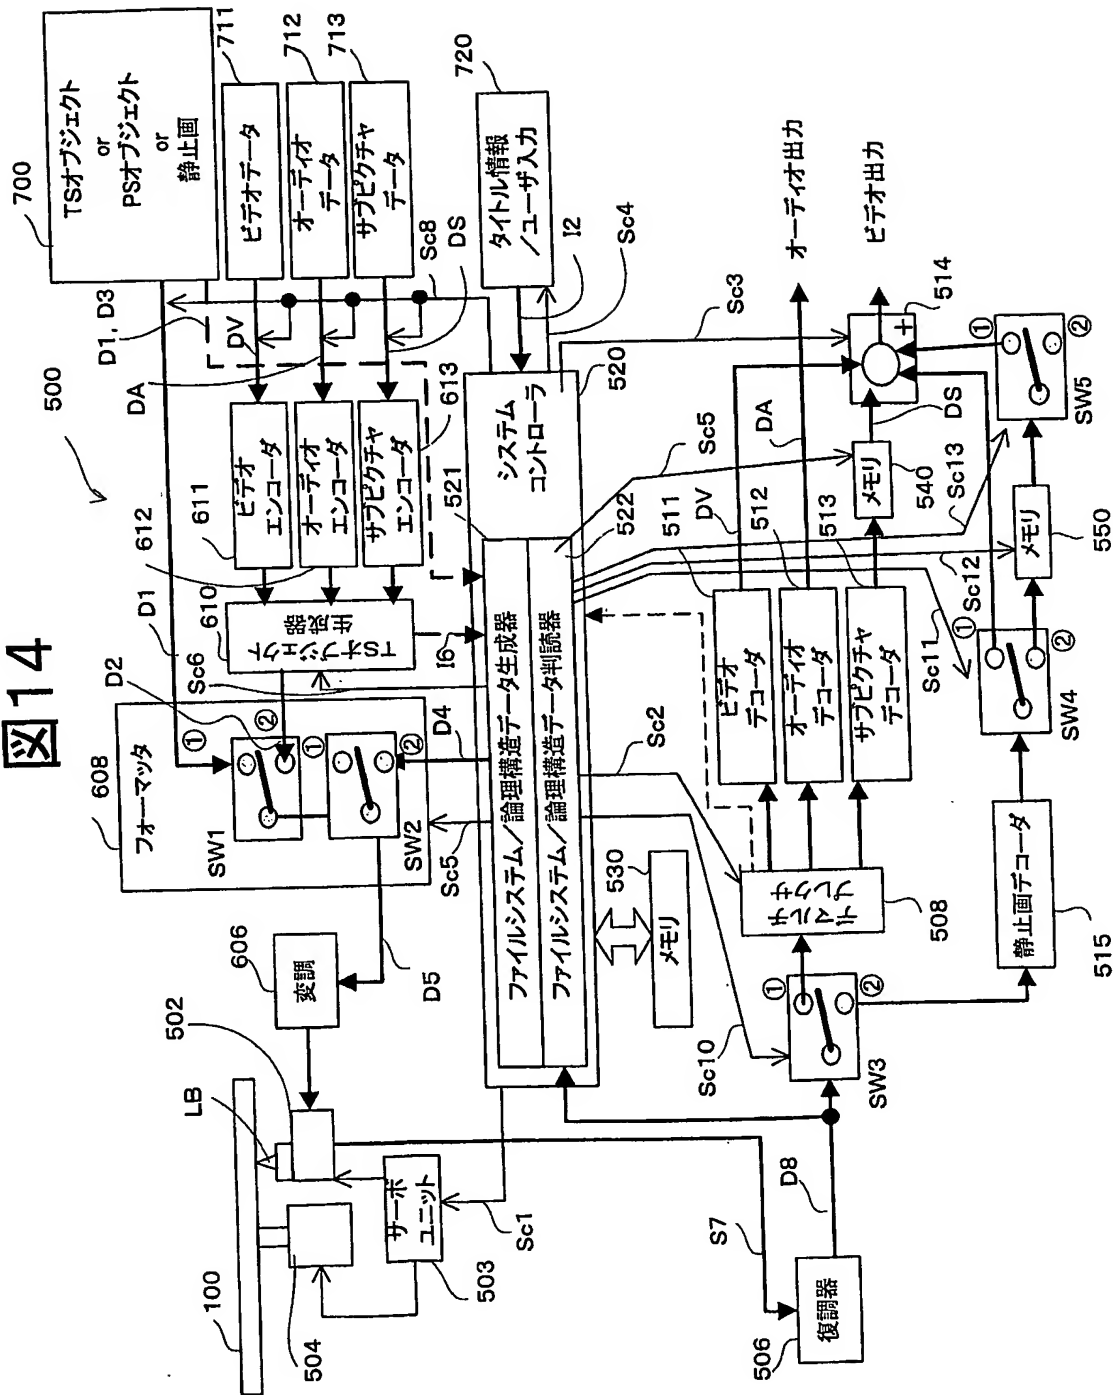 図14
500
700
TSオブジェクト
or
PSオブジェクト
or
静止画
711
ビデオデータ
712
オーディオ
データ
713
サブピクチャ
データ
720
タイトル情報
/ユーザ入力
D1, D3
DV
DA
DS
Sc8
I2
Sc4
611
ビデオ
エンコーダ
612
オーディオ
エンコーダ
613
サブピクチャ
エンコーダ
610
TSオブジェクト
生成器
I6
Sc6
D1
D2
608
フォーマッタ
①
②
SW1
①
②
SW2
D4
Sc5
D5
606
変調
502
LB
100
504
サーボ
ユニット
503
Sc1
S7
復調器
506
D8
520
システム
コントローラ
521
ファイルシステム/論理構造データ生成器
522
ファイルシステム/論理構造データ判読器
530
メモリ
Sc10
Sc2
①
②
SW3
デマルチ
プレクサ
508
511
ビデオ
デコーダ
512
オーディオ
デコーダ
513
サブピクチャ
デコーダ
DV
DA
Sc5
Sc3
メモリ
540
DS
514
+
オーディオ出力
ビデオ出力
静止画デコーダ
515
①
②
SW4
Sc11
Sc12
Sc13
メモリ
550
①
②
SW5